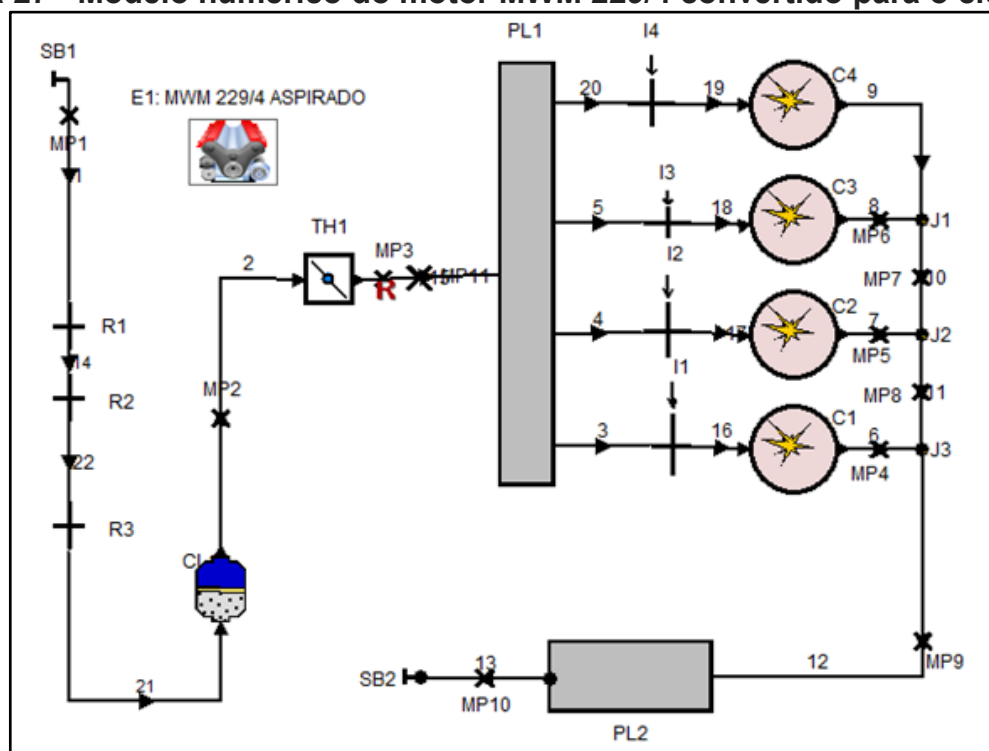 Modelo numérico do motor MWM 229/4 convertido para o
SB1
MP1
1
E1: MWM 229/4 ASPIRADO
PL1
I4
20
19
C4
9
I3
5
18
C3
8
MP6
J1
TH1
2
MP3
R
15
MP11
I2
MP7
10
R1
14
4
17
C2
7
MP5
J2
R2
MP2
I1
MP8
11
22
3
16
C1
6
MP4
J3
R3
21
SB2
13
MP10
PL2
12
MP9